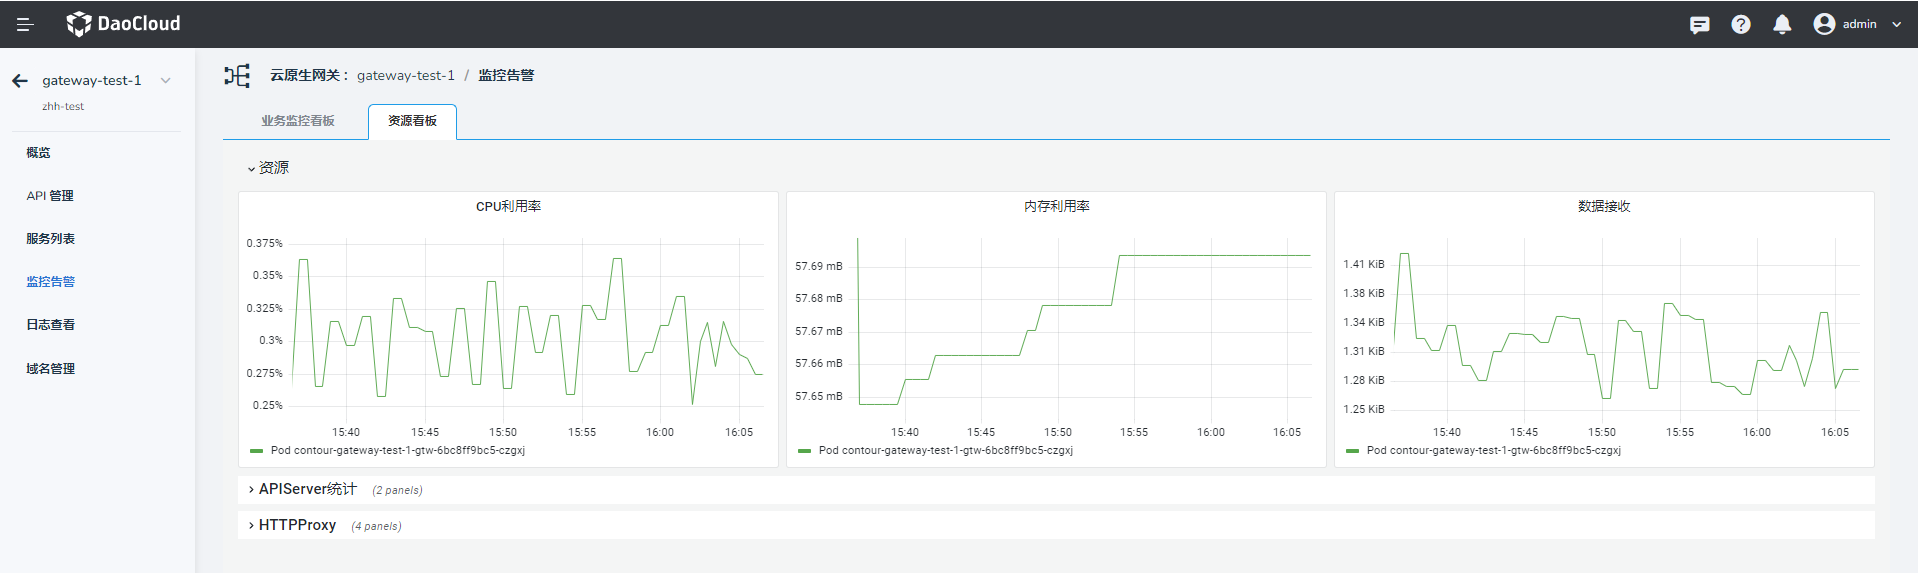 DaoCloud
admin
gateway-test-1
zhh-test
概览
API 管理
服务列表
监控告警
日志查看
域名管理
云原生网关： gateway-test-1 / 监控告警
业务监控看板 资源看板
资源
CPU利用率
0.375%
0.35%
0.325%
0.3%
0.275%
0.25%
15:40 15:45 15:50 15:55 16:00 16:05
Pod contour-gateway-test-1-gtw-6bc8ff9bc5-czgxj
内存利用率
57.69 mB
57.68 mB
57.67 mB
57.66 mB
57.65 mB
15:40 15:45 15:50 15:55 16:00 16:05
Pod contour-gateway-test-1-gtw-6bc8ff9bc5-czgxj
数据接收
1.41 KiB
1.38 KiB
1.34 KiB
1.31 KiB
1.28 KiB
1.25 KiB
15:40 15:45 15:50 15:55 16:00 16:05
Pod contour-gateway-test-1-gtw-6bc8ff9bc5-czgxj
APIServer统计 (2 panels)
HTTPProxy (4 panels)